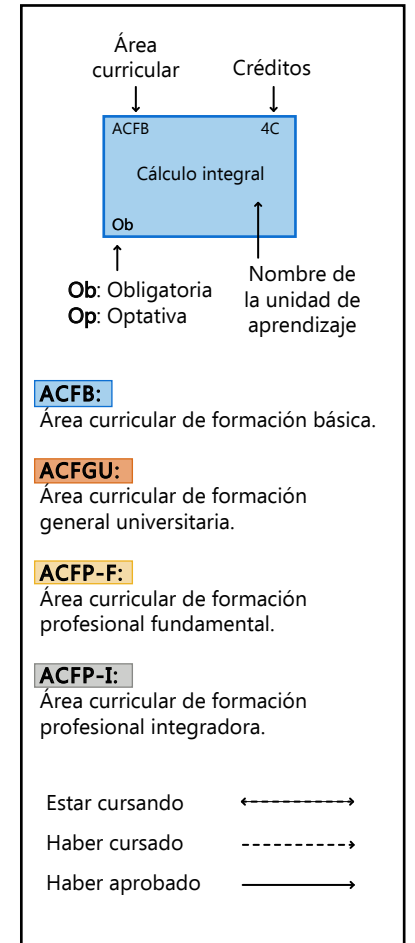 Área
curricular
Créditos
ACFB 4C
Cálculo integral
Ob
Ob: Obligatoria
Op: Optativa
Nombre de
la unidad de
aprendizaje
ACFB:
Área curricular de formación básica.
ACFGU:
Área curricular de formación
general universitaria.
ACFP-F:
Área curricular de formación
profesional fundamental.
ACFP-I:
Área curricular de formación
profesional integradora.
Estar cursando
Haber cursado
Haber aprobado